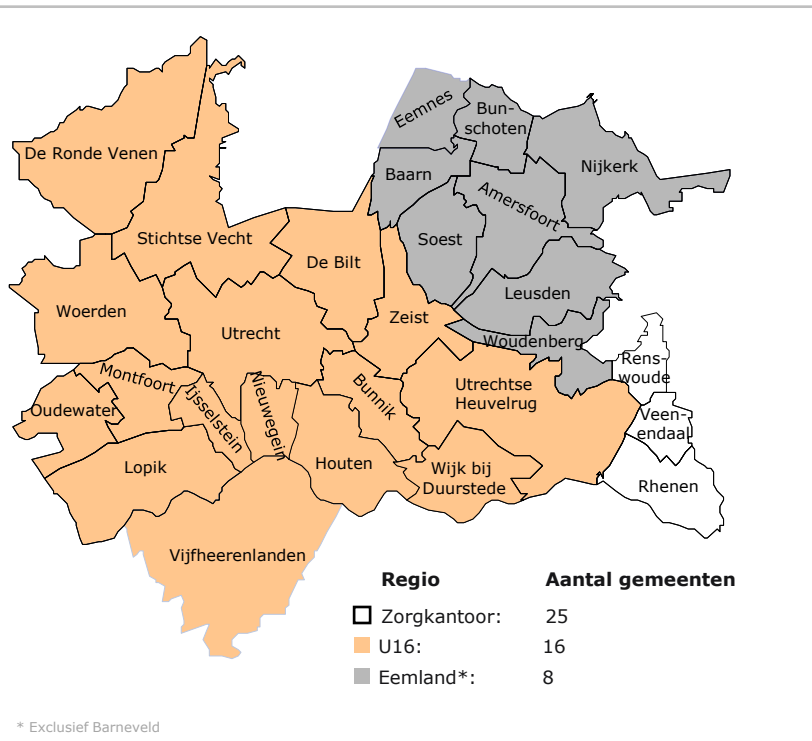 Eemnes
Bun-
schoten
De Ronde Venen
Baarn
Nijkerk
Amersfoort
Stichtse Vecht
Soest
De Bilt
Leusden
Woerden
Zeist
Utrecht
Woudenberg
Rens-
woude
Montfoort
Nieuwegein
Bunnik
Utrechtse
Heuvelrug
Oudewater
Ijsselstein
Veen-
endaal
Lopik
Houten
Wijk bij
Duurstede
Rhenen
Vijfheerenlanden
Regio Aantal gemeenten
Zorgkantoor: 25
U16: 16
Eemland*: 8
* Exclusief Barneveld